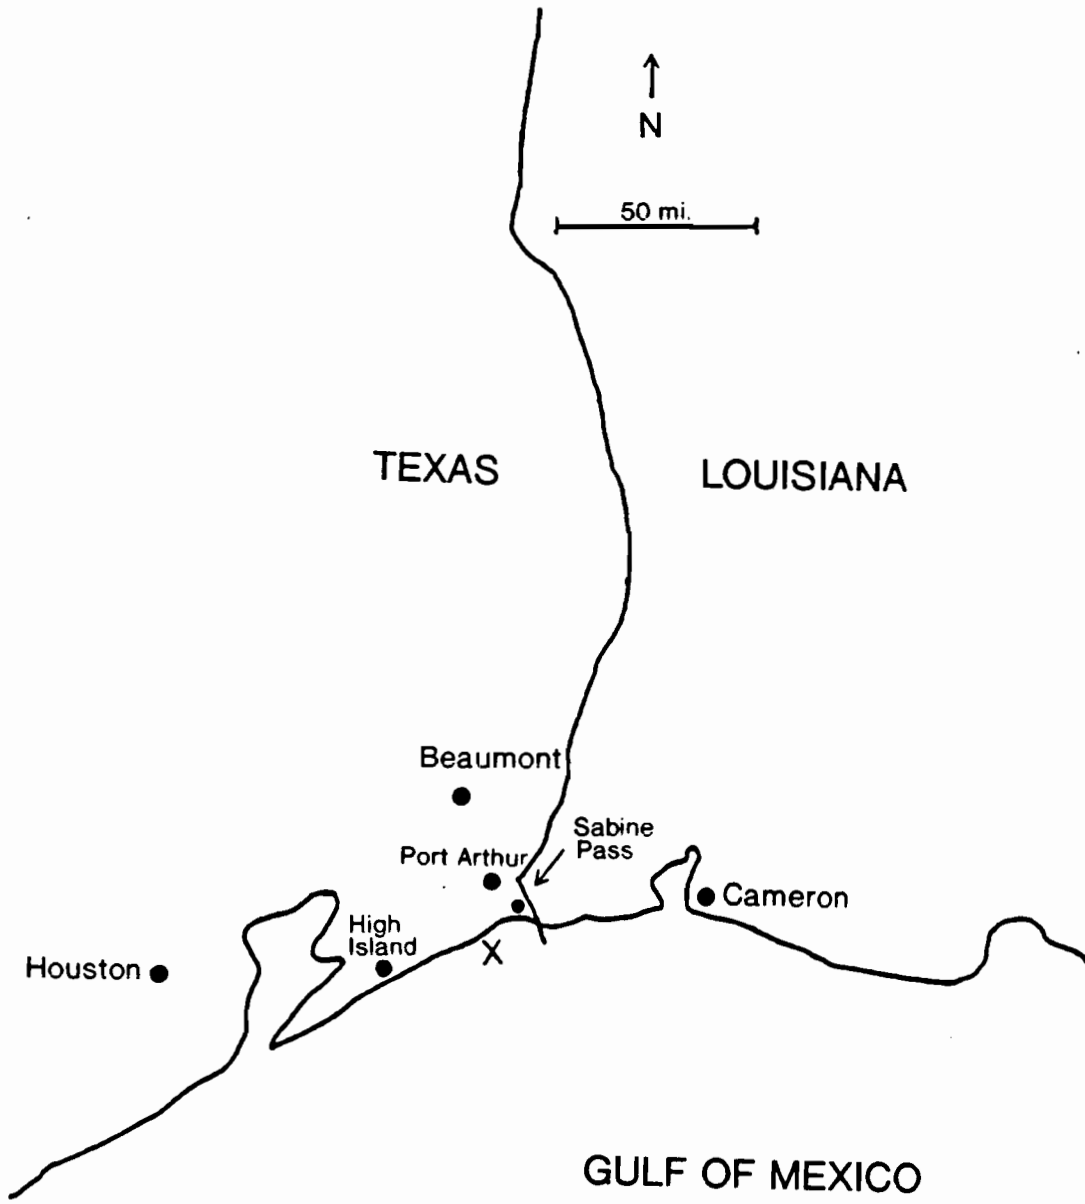 N
50 mi.
TEXAS
LOUISIANA
Beaumont
Sabine
Pass
Port Arthur
Cameron
High
Island
X
Houston
GULF OF MEXICO